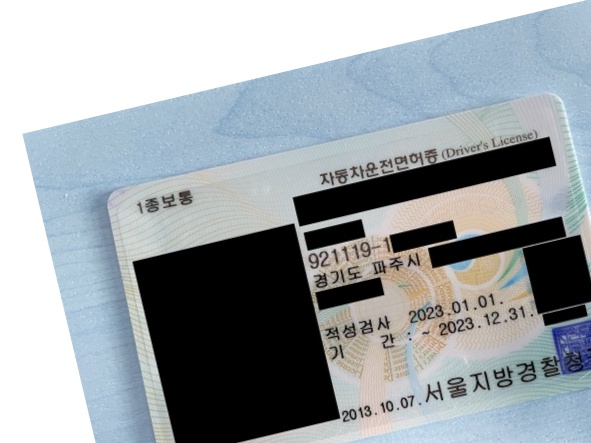 자동차운전면허증 (Driver's License)
1종보통
921119-1
경기도 파주시
적성검사 2023.01.01.
기 간 : ~ 2023.12.31.
2013.10.07. 서울지방경찰청